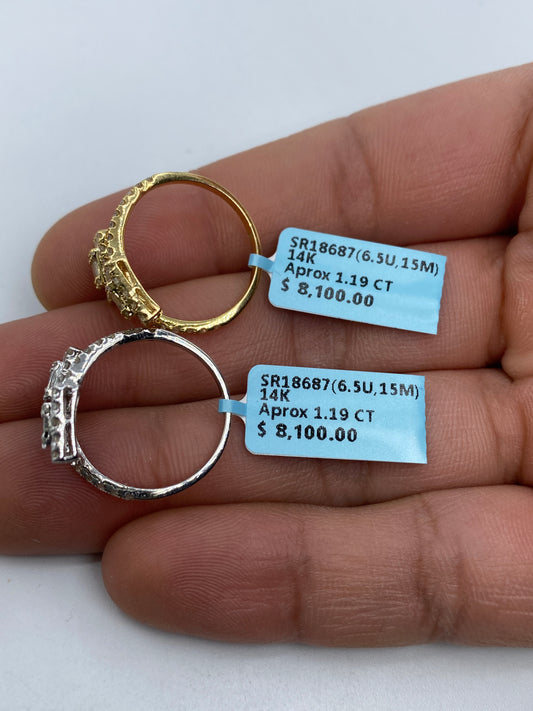 SR18687(6.5U,15M)
14K
Aprox 1.19 CT
$ 8,100.00
SR18687(6.5U,15M)
14K
Aprox 1.19 CT
$ 8,100.00